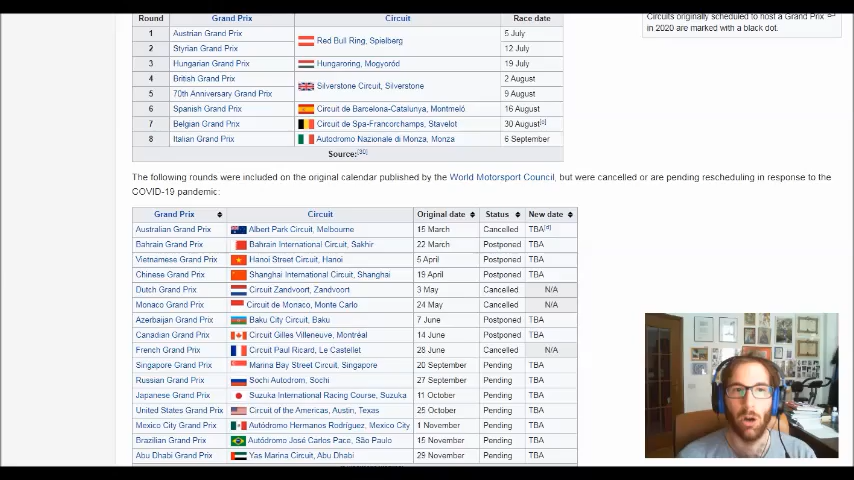 Round Grand Prix Circuit Race date
1 Austrian Grand Prix Red Bull Ring, Spielberg 5 July
2 Styrian Grand Prix 12 July
3 Hungarian Grand Prix Hungaroring, Mogyoród 19 July
4 British Grand Prix Silverstone Circuit, Silverstone 2 August
5 70th Anniversary Grand Prix 9 August
6 Spanish Grand Prix Circuit de Barcelona-Catalunya, Montmeló 16 August
7 Belgian Grand Prix Circuit de Spa-Francorchamps, Stavelot 30 August[c]
8 Italian Grand Prix Autodromo Nazionale di Monza, Monza 6 September
Source:[30]
Circuits originally scheduled to host a Grand Prix
in 2020 are marked with a black dot.
The following rounds were included on the original calendar published by the World Motorsport Council, but were cancelled or are pending rescheduling in response to the
COVID-19 pandemic:
Grand Prix Circuit Original date Status New date
Australian Grand Prix Albert Park Circuit, Melbourne 15 March Cancelled TBA[d]
Bahrain Grand Prix Bahrain International Circuit, Sakhir 22 March Postponed TBA
Vietnamese Grand Prix Hanoi Street Circuit, Hanoi 5 April Postponed TBA
Chinese Grand Prix Shanghai International Circuit, Shanghai 19 April Postponed TBA
Dutch Grand Prix Circuit Zandvoort, Zandvoort 3 May Cancelled N/A
Monaco Grand Prix Circuit de Monaco, Monte Carlo 24 May Cancelled N/A
Azerbaijan Grand Prix Baku City Circuit, Baku 7 June Postponed TBA
Canadian Grand Prix Circuit Gilles Villeneuve, Montréal 14 June Postponed TBA
French Grand Prix Circuit Paul Ricard, Le Castellet 28 June Cancelled N/A
Singapore Grand Prix Marina Bay Street Circuit, Singapore 20 September Pending TBA
Russian Grand Prix Sochi Autodrom, Sochi 27 September Pending TBA
Japanese Grand Prix Suzuka International Racing Course, Suzuka 11 October Pending TBA
United States Grand Prix Circuit of the Americas, Austin, Texas 25 October Pending TBA
Mexico City Grand Prix Autódromo Hermanos Rodríguez, Mexico City 1 November Pending TBA
Brazilian Grand Prix Autódromo José Carlos Pace, São Paulo 15 November Pending TBA
Abu Dhabi Grand Prix Yas Marina Circuit, Abu Dhabi 29 November Pending TBA